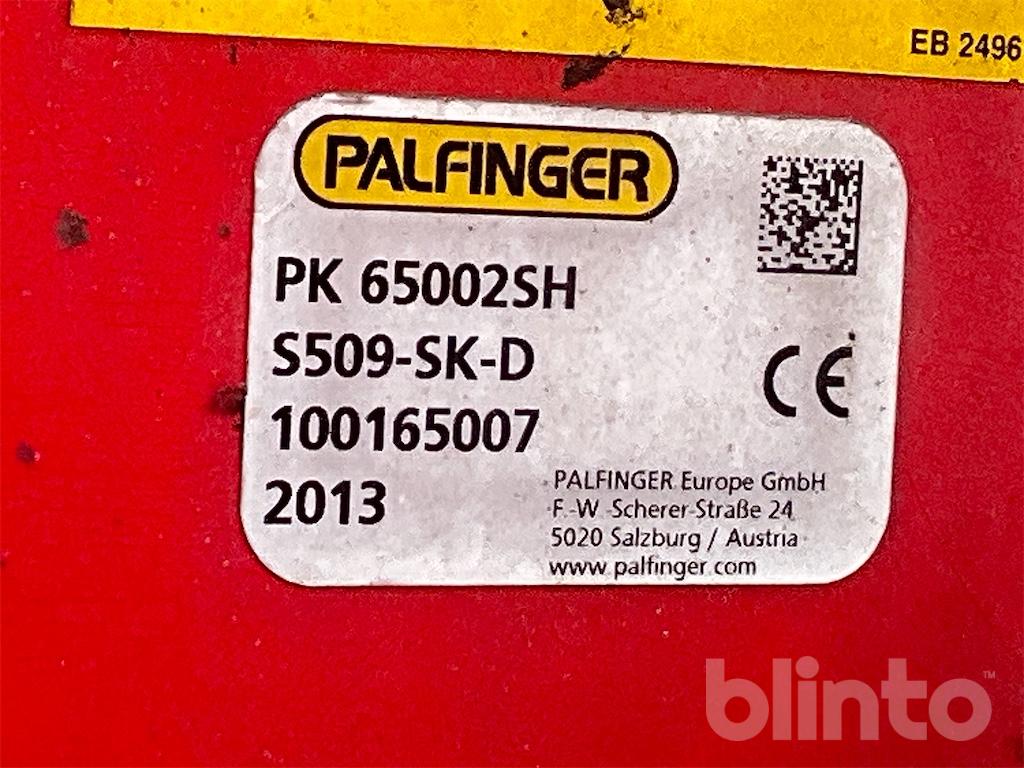 EB 2496
PALFINGER
PK 65002SH
S509-SK-D
100165007
2013
CE
PALFINGER Europe GmbH
F.-W.-Scherer-Straße 24
5020 Salzburg / Austria
www.palfinger.com
blinto™